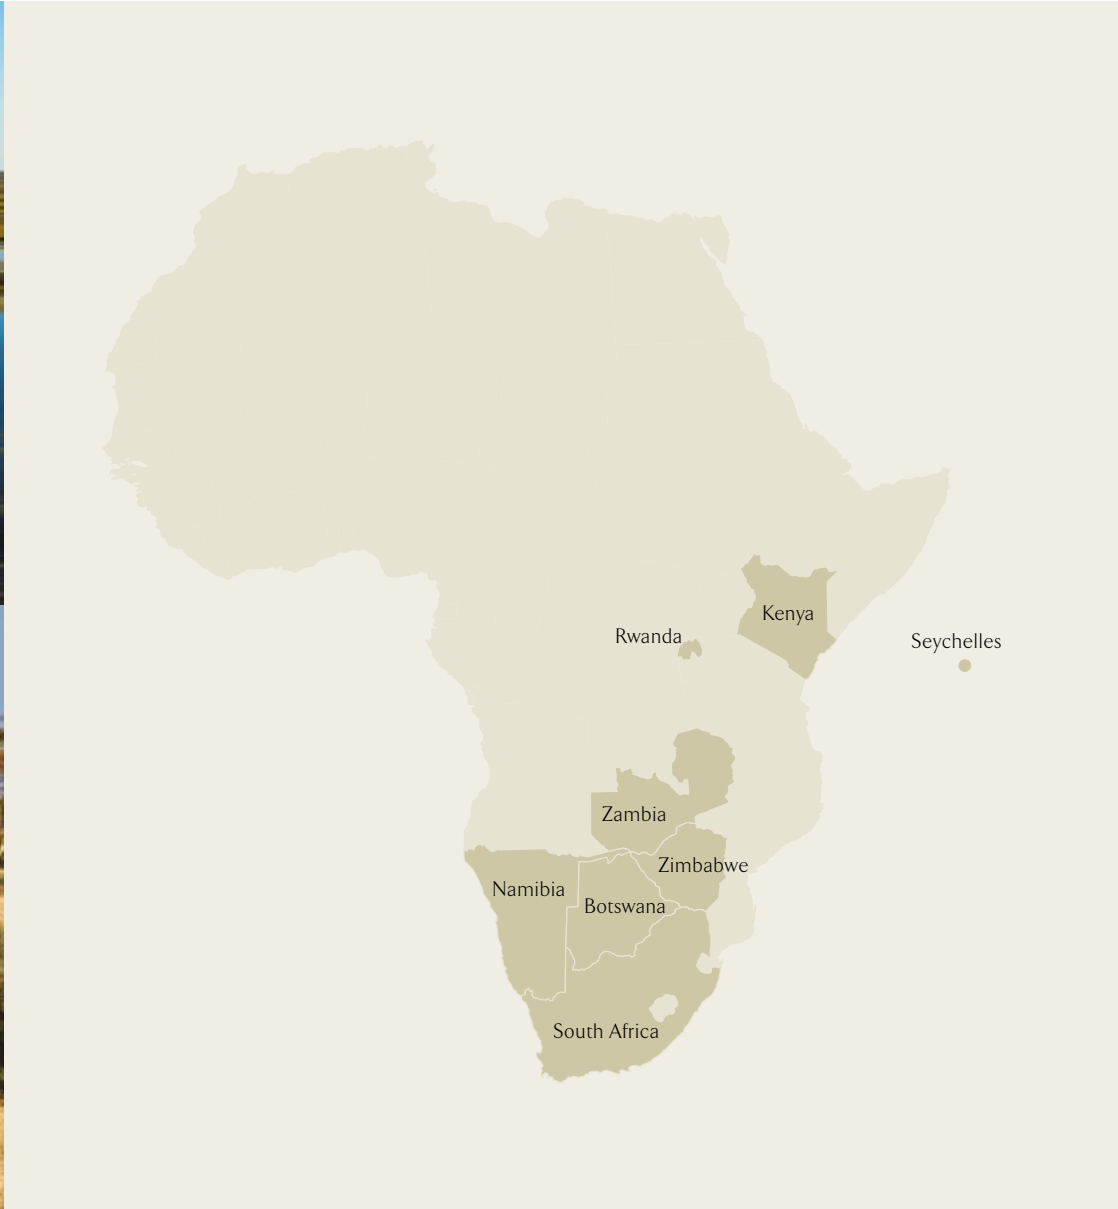 Kenya
Rwanda
Seychelles
Zambia
Zimbabwe
Namibia
Botswana
South Africa